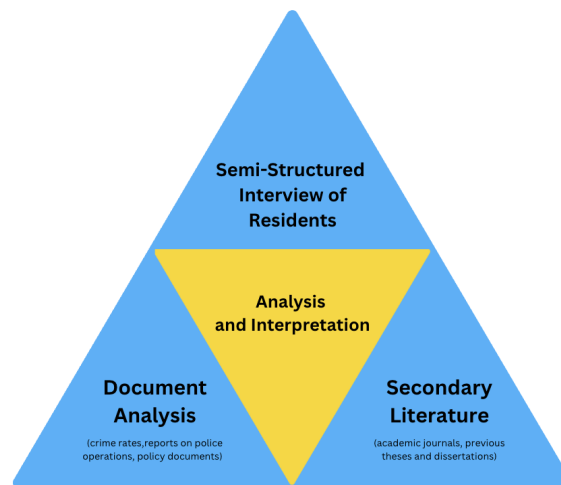 Semi-Structured
Interview of
Residents
Analysis
and Interpretation
Document
Analysis
(crime rates,reports on police
operations, policy documents)
Secondary
Literature
(academic journals, previous
theses and dissertations)